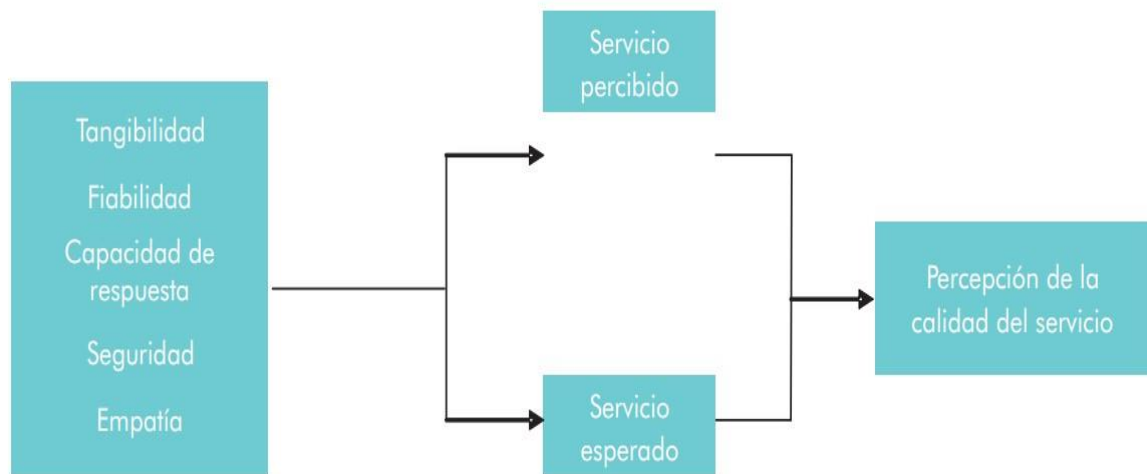 Tangibilidad
Fiabilidad
Capacidad de
respuesta
Seguridad
Empatía
Servicio
percibido
Servicio
esperado
Percepción de la
calidad del servicio